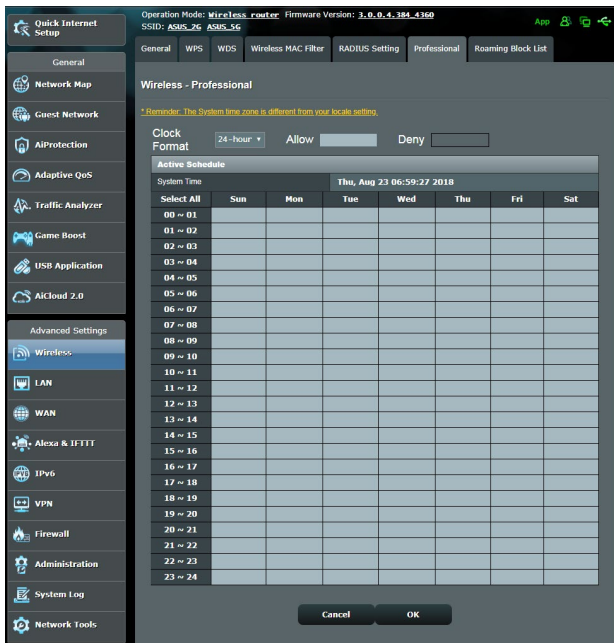 Quick Internet
Setup
General
Network Map
Guest Network
AiProtection
Adaptive QoS
Traffic Analyzer
Game Boost
USB Application
AiCloud 2.0
Advanced Settings
Wireless
LAN
WAN
Alexa & IFTTT
IPv6
VPN
Firewall
Administration
System Log
Network Tools
Operation Mode: Wireless router Firmware Version: 3.0.0.4.384_4360
SSID: ASUS_2G ASUS_5G
App
General WPS WDS Wireless MAC Filter RADIUS Setting Professional Roaming Block List
Wireless - Professional
* Reminder: The System time zone is different from your locale setting.
Clock Format 24-hour Allow Deny
Active Schedule
System Time Thu, Aug 23 06:59:27 2018
Select All Sun Mon Tue Wed Thu Fri Sat
00 ~ 01
01 ~ 02
02 ~ 03
03 ~ 04
04 ~ 05
05 ~ 06
06 ~ 07
07 ~ 08
08 ~ 09
09 ~ 10
10 ~ 11
11 ~ 12
12 ~ 13
13 ~ 14
14 ~ 15
15 ~ 16
16 ~ 17
17 ~ 18
18 ~ 19
19 ~ 20
20 ~ 21
21 ~ 22
22 ~ 23
23 ~ 24
Cancel OK